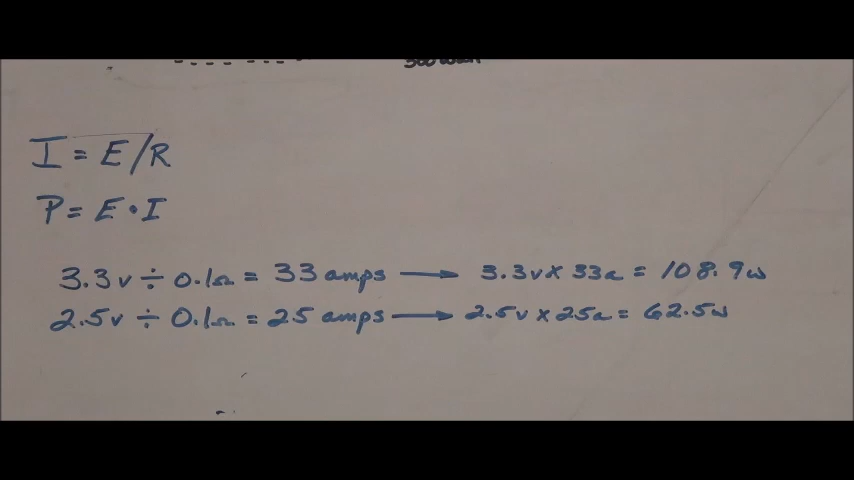 I = E/R
P = E • I
3.3v ÷ 0.1Ω = 33 amps → 3.3v x 33a = 108.9w
2.5v ÷ 0.1Ω = 25 amps → 2.5v x 25a = 62.5w